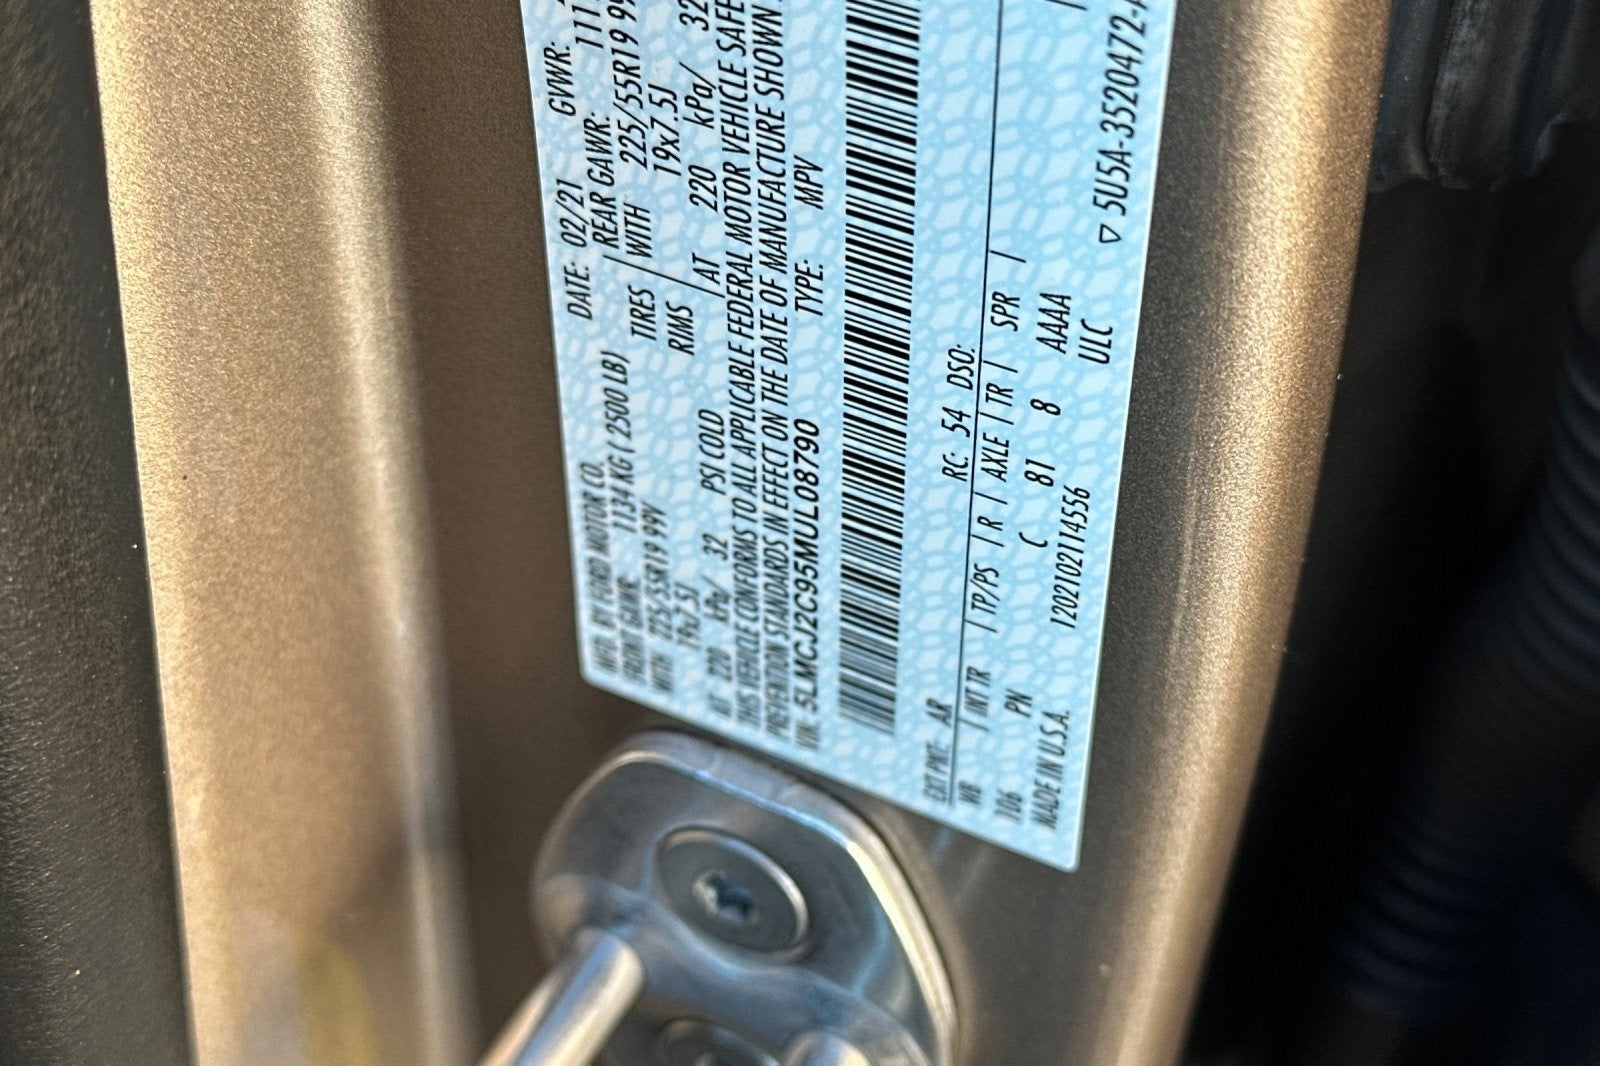 MFD. BY FORD MOTOR CO.
DATE: 02/21 GVWR:
FRONT GAWR: 1134 KG ( 2500 LB)
REAR GAWR: 111
WITH 225/55R19 99V TIRES
WITH 225/55R19 99
19x7.5J RIMS
19x7.5J
AT 220 kPa/ 32 PSI COLD
AT 220 kPa/ 32
THIS VEHICLE CONFORMS TO ALL APPLICABLE FEDERAL MOTOR VEHICLE SAFE
PREVENTION STANDARDS IN EFFECT ON THE DATE OF MANUFACTURE SHOWN
VIN: 5LMCJ2C95MUL08790 TYPE: MPV
EXT PNT: AR RC: 54 DSO:
WB | INT TR | TP/PS | R | AXLE | TR | SPR |
106 PN C 81 8 AAAA
MADE IN U.S.A. 1202102114556 ULC
▽ 5U5A-3520472-